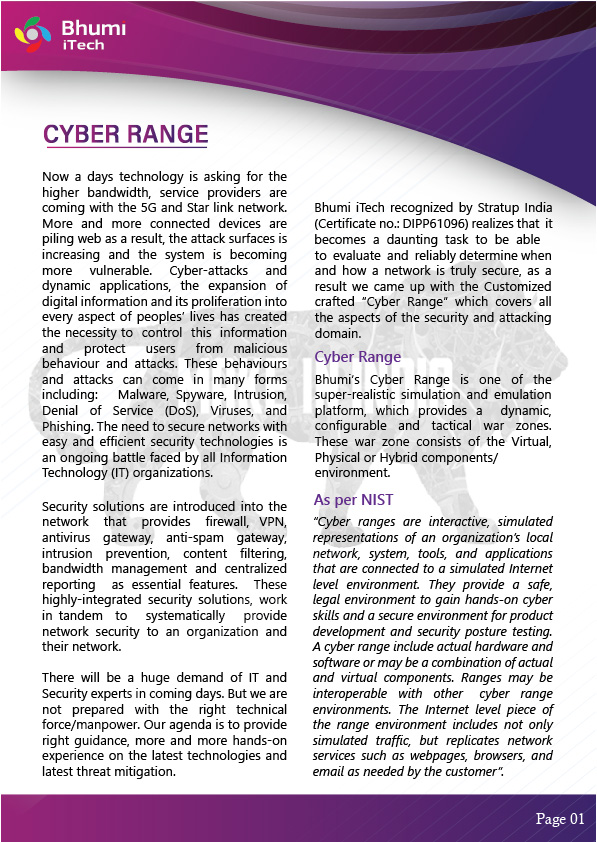 Bhumi
iTech
CYBER RANGE
Now a days technology is asking for the
higher bandwidth, service providers are
coming with the 5G and Star link network.
More and more connected devices are
piling web as a result, the attack surfaces is
increasing and the system is becoming
more vulnerable. Cyber-attacks and
dynamic applications, the expansion of
digital information and its proliferation into
every aspect of peoples’ lives has created
the necessity to control this information
and protect users from malicious
behaviour and attacks. These behaviours
and attacks can come in many forms
including: Malware, Spyware, Intrusion,
Denial of Service (DoS), Viruses, and
Phishing. The need to secure networks with
easy and efficient security technologies is
an ongoing battle faced by all Information
Technology (IT) organizations.
Security solutions are introduced into the
network that provides firewall, VPN,
antivirus gateway, anti-spam gateway,
intrusion prevention, content filtering,
bandwidth management and centralized
reporting as essential features. These
highly-integrated security solutions, work
in tandem to systematically provide
network security to an organization and
their network.
There will be a huge demand of IT and
Security experts in coming days. But we are
not prepared with the right technical
force/manpower. Our agenda is to provide
right guidance, more and more hands-on
experience on the latest technologies and
latest threat mitigation.
Bhumi iTech recognized by Stratup India
(Certificate no.: DIPP61096) realizes that it
becomes a daunting task to be able
to evaluate and reliably determine when
and how a network is truly secure, as a
result we came up with the Customized
crafted “Cyber Range” which covers all
the aspects of the security and attacking
domain.
Cyber Range
Bhumi’s Cyber Range is one of the
super-realistic simulation and emulation
platform, which provides a dynamic,
configurable and tactical war zones.
These war zone consists of the Virtual,
Physical or Hybrid components/
environment.
As per NIST
“Cyber ranges are interactive, simulated
representations of an organization’s local
network, system, tools, and applications
that are connected to a simulated Internet
level environment. They provide a safe,
legal environment to gain hands-on cyber
skills and a secure environment for product
development and security posture testing.
A cyber range include actual hardware and
software or may be a combination of actual
and virtual components. Ranges may be
interoperable with other cyber range
environments. The Internet level piece of
the range environment includes not only
simulated traffic, but replicates network
services such as webpages, browsers, and
email as needed by the customer”.
Page 01